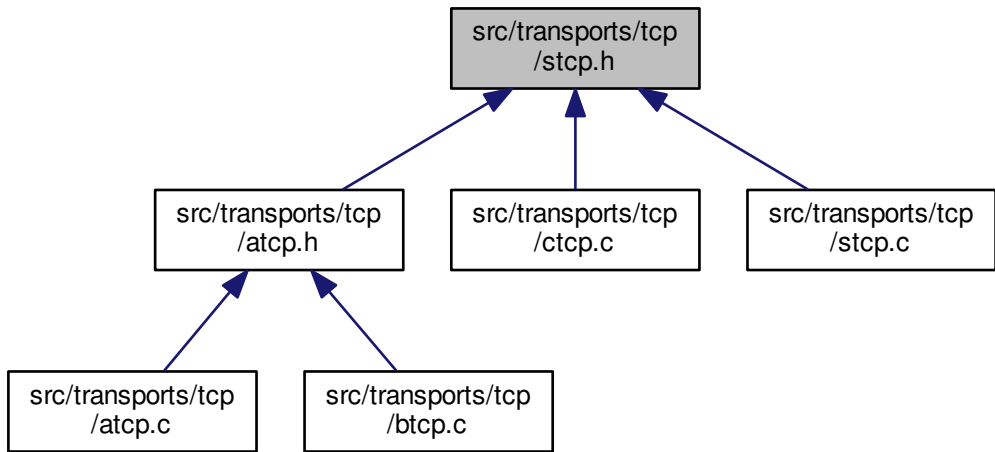 src/transports/tcp
/stcp.h
src/transports/tcp
/atcp.h
src/transports/tcp
/ctcp.c
src/transports/tcp
/stcp.c
src/transports/tcp
/atcp.c
src/transports/tcp
/btcp.c